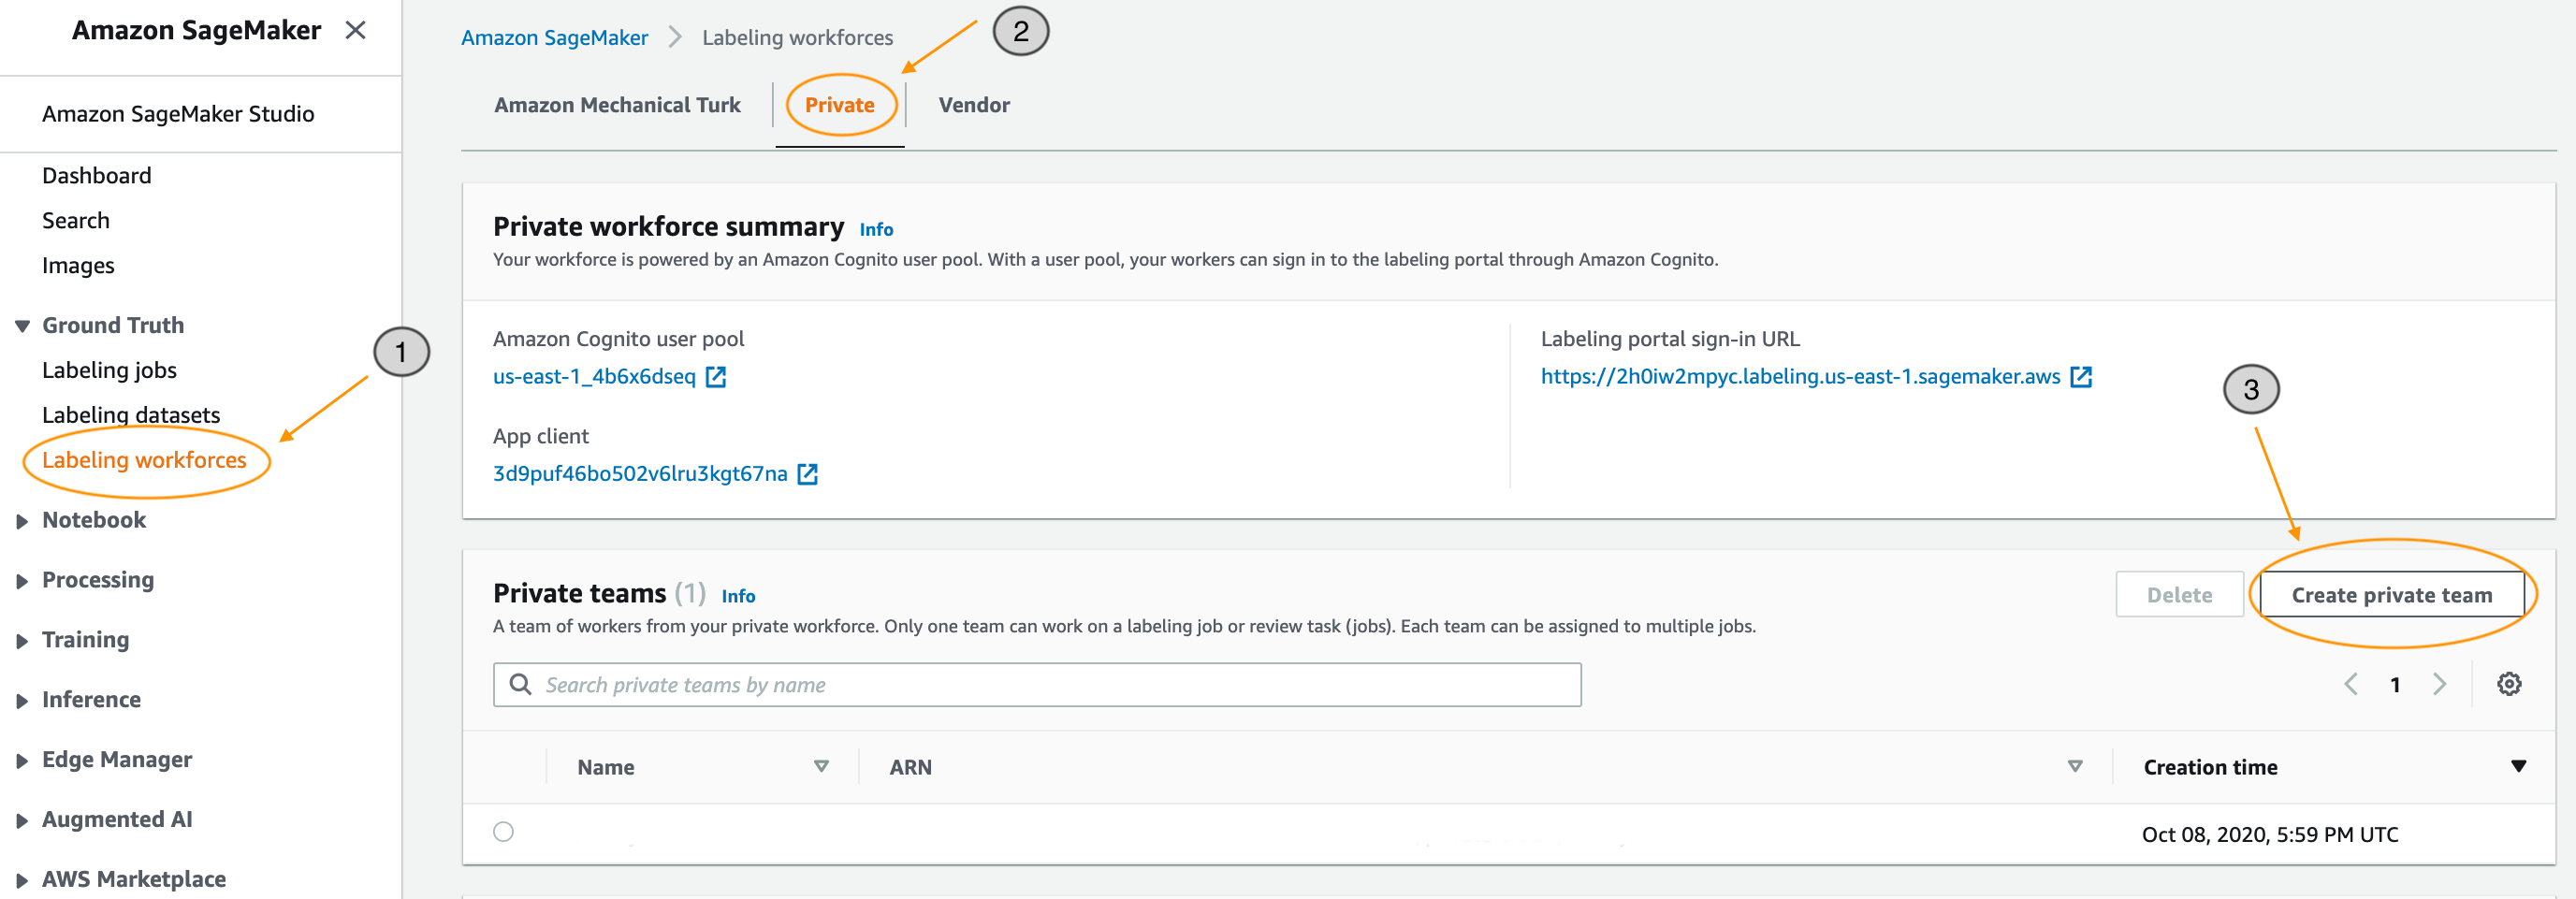 Amazon SageMaker
Amazon SageMaker Studio
Dashboard
Search
Images
Ground Truth
Labeling jobs
Labeling datasets
Labeling workforces
Notebook
Processing
Training
Inference
Edge Manager
Augmented AI
AWS Marketplace
1
Amazon SageMaker > Labeling workforces
2
Amazon Mechanical Turk Private Vendor
Private workforce summary Info
Your workforce is powered by an Amazon Cognito user pool. With a user pool, your workers can sign in to the labeling portal through Amazon Cognito.
Amazon Cognito user pool
us-east-1_4b6x6dseq
App client
3d9puf46bo502v6lru3kgt67na
Labeling portal sign-in URL
https://2h0iw2mpyc.labeling.us-east-1.sagemaker.aws
3
Private teams (1) Info
Delete Create private team
A team of workers from your private workforce. Only one team can work on a labeling job or review task (jobs). Each team can be assigned to multiple jobs.
Search private teams by name
1
Name ARN Creation time
Oct 08, 2020, 5:59 PM UTC